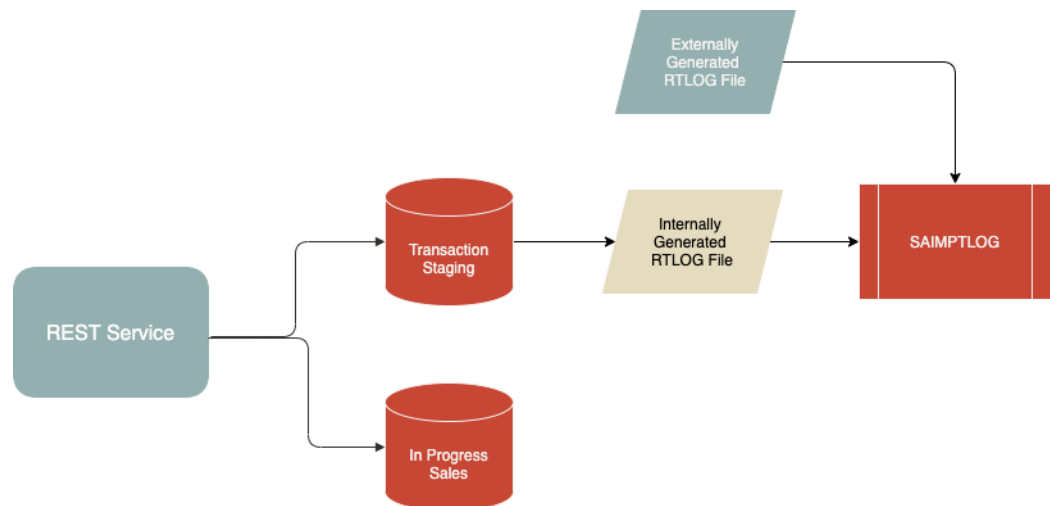 Externally
Generated
RTLOG File
Transaction
Staging
Internally
Generated
RTLOG File
SAIMPTLOG
REST Service
In Progress
Sales